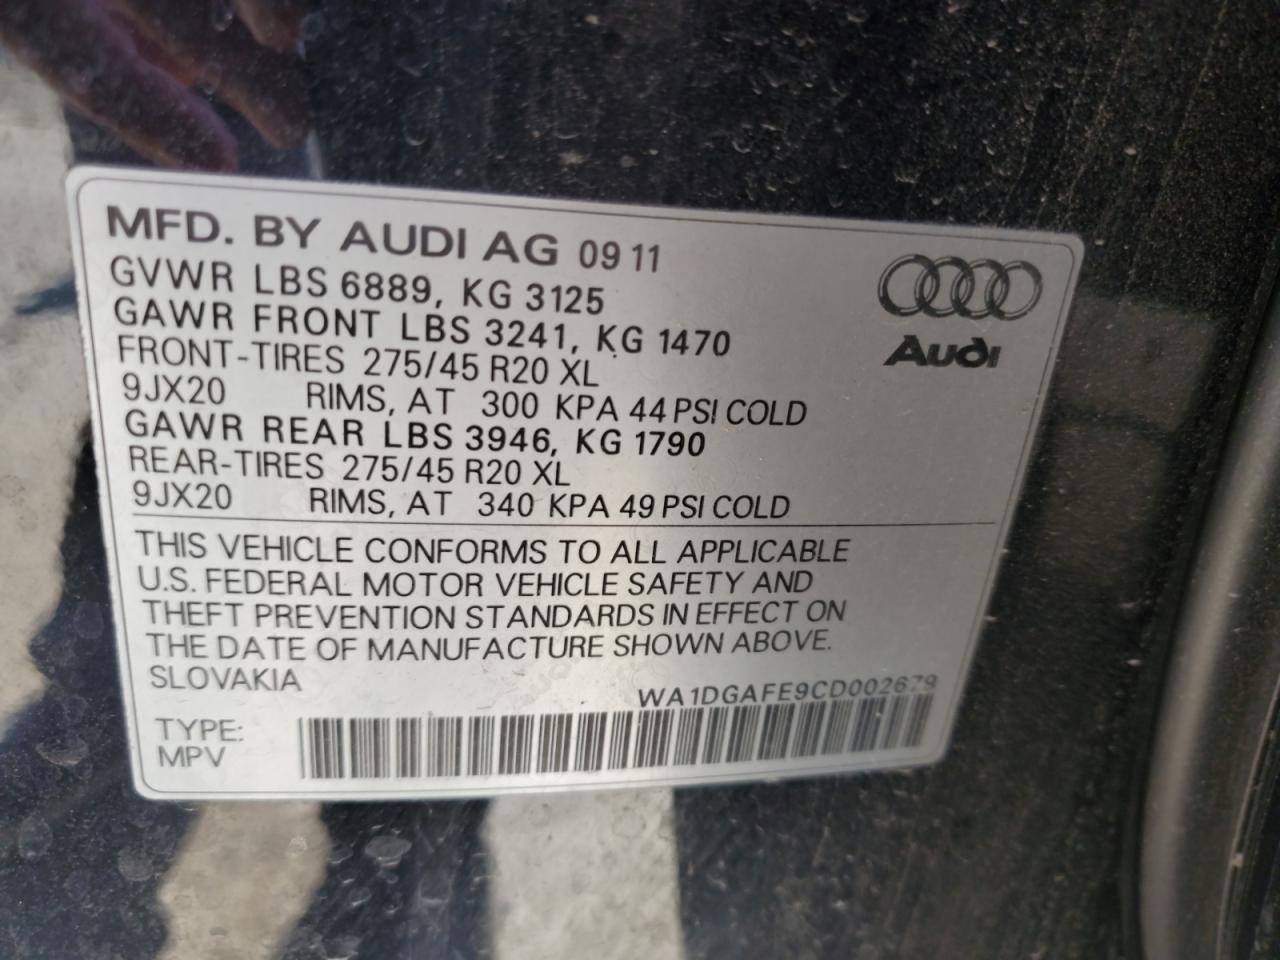 MFD. BY AUDI AG 09 11
GVWR LBS 6889, KG 3125
GAWR FRONT LBS 3241, KG 1470
FRONT-TIRES 275/45 R20 XL
9JX20 RIMS, AT 300 KPA 44 PSI COLD
GAWR REAR LBS 3946, KG 1790
REAR-TIRES 275/45 R20 XL
9JX20 RIMS, AT 340 KPA 49 PSI COLD
Audi
THIS VEHICLE CONFORMS TO ALL APPLICABLE
U.S. FEDERAL MOTOR VEHICLE SAFETY AND
THEFT PREVENTION STANDARDS IN EFFECT ON
THE DATE OF MANUFACTURE SHOWN ABOVE.
SLOVAKIA
WA1DGAFE9CD002679
TYPE:
MPV